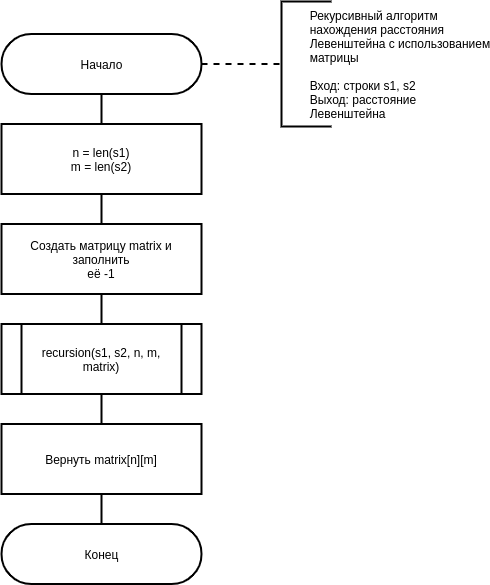 Начало
Рекурсивный алгоритм
нахождения расстояния
Левенштейна с использованием
матрицы
Вход: строки s1, s2
Выход: расстояние
Левенштейна
n = len(s1)
m = len(s2)
Создать матрицу matrix и
заполнить
её -1
recursion(s1, s2, n, m,
matrix)
Вернуть matrix[n][m]
Конец